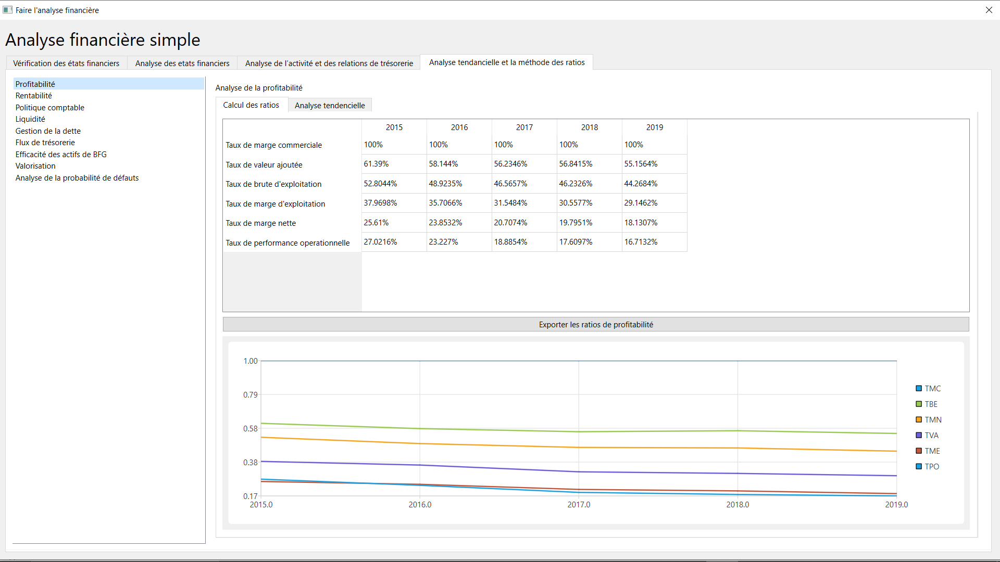 Faire l'analyse financière
Analyse financière simple
Vérification des états financiers
Analyse des etats financiers
Analyse de l’activité et des relations de trésorerie
Analyse tendancielle et la méthode des ratios
Profitabilité
Rentabilité
Politique comptable
Liquidité
Gestion de la dette
Flux de trésorerie
Efficacité des actifs de BFG
Valorisation
Analyse de la probabilité de défauts
Analyse de la profitabilité
Calcul des ratios
Analyse tendencielle
2015 2016 2017 2018 2019
Taux de marge commerciale 100% 100% 100% 100% 100%
Taux de valeur ajoutée 61.39% 58.144% 56.2346% 56.8415% 55.1564%
Taux de brute d'exploitation 52.8044% 48.9235% 46.5657% 46.2326% 44.2684%
Taux de marge d'exploitation 37.9698% 35.7066% 31.5484% 30.5577% 29.1462%
Taux de marge nette 25.61% 23.8532% 20.7074% 19.7951% 18.1307%
Taux de performance operationnelle 27.0216% 23.227% 18.8854% 17.6097% 16.7132%
Exporter les ratios de profitabilité
1.00
0.79
0.58
0.38
0.17
2015.0 2016.0 2017.0 2018.0 2019.0
TMC
TBE
TMN
TVA
TME
TPO